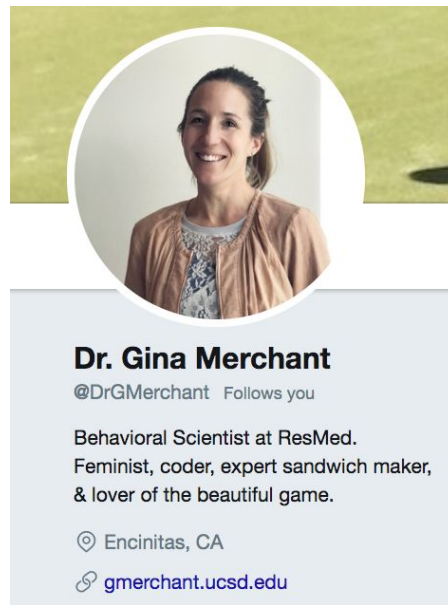 Dr. Gina Merchant
@DrGMerchant Follows you
Behavioral Scientist at ResMed.
Feminist, coder, expert sandwich maker,
& lover of the beautiful game.
Encinitas, CA
gmerchant.ucsd.edu